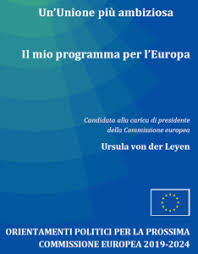 Un'Unione più ambiziosa
Il mio programma per l'Europa
Candidata alla carica di presidente
della Commissione europea
Ursula von der Leyen
ORIENTAMENTI POLITICI PER LA PROSSIMA
COMMISSIONE EUROPEA 2019-2024